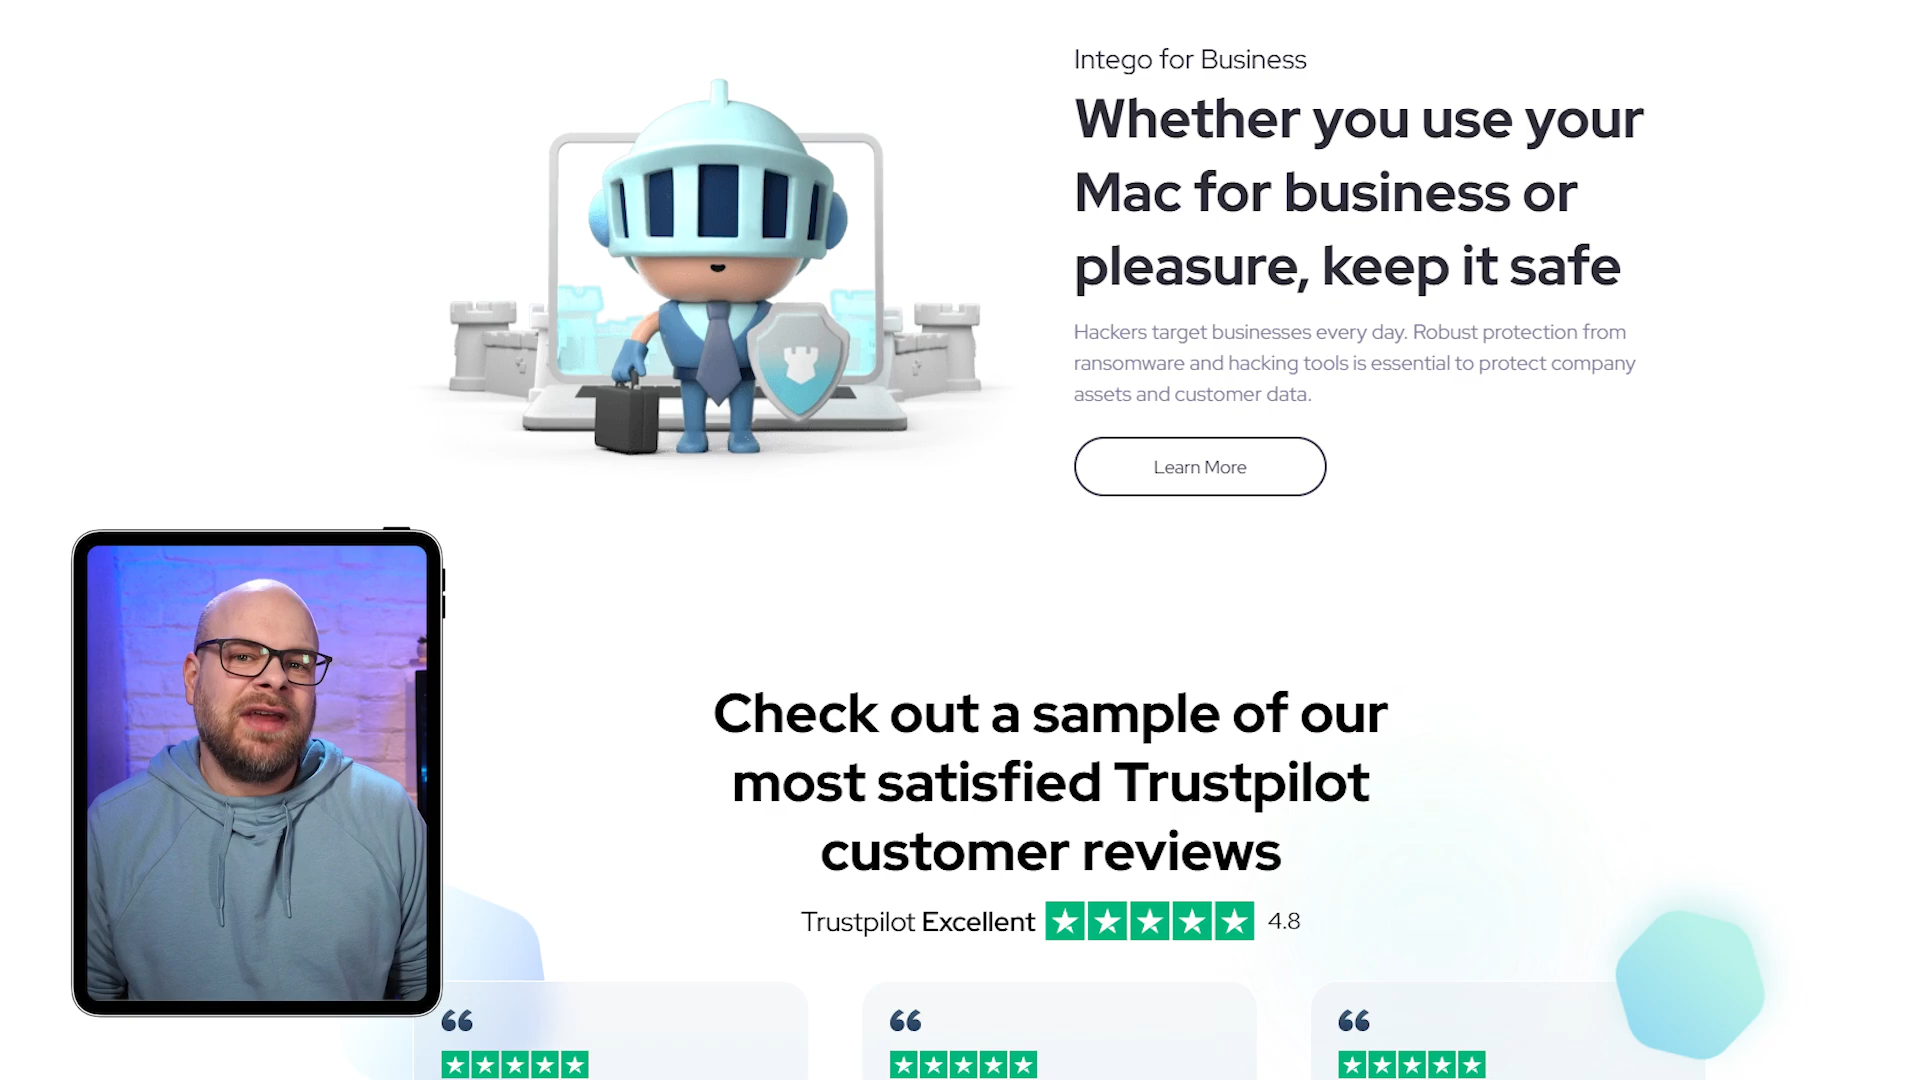 Intego for Business
Whether you use your
Mac for business or
pleasure, keep it safe
Hackers target businesses every day. Robust protection from
ransomware and hacking tools is essential to protect company
assets and customer data.
Learn More
Check out a sample of our
most satisfied Trustpilot
customer reviews
Trustpilot Excellent 4.8